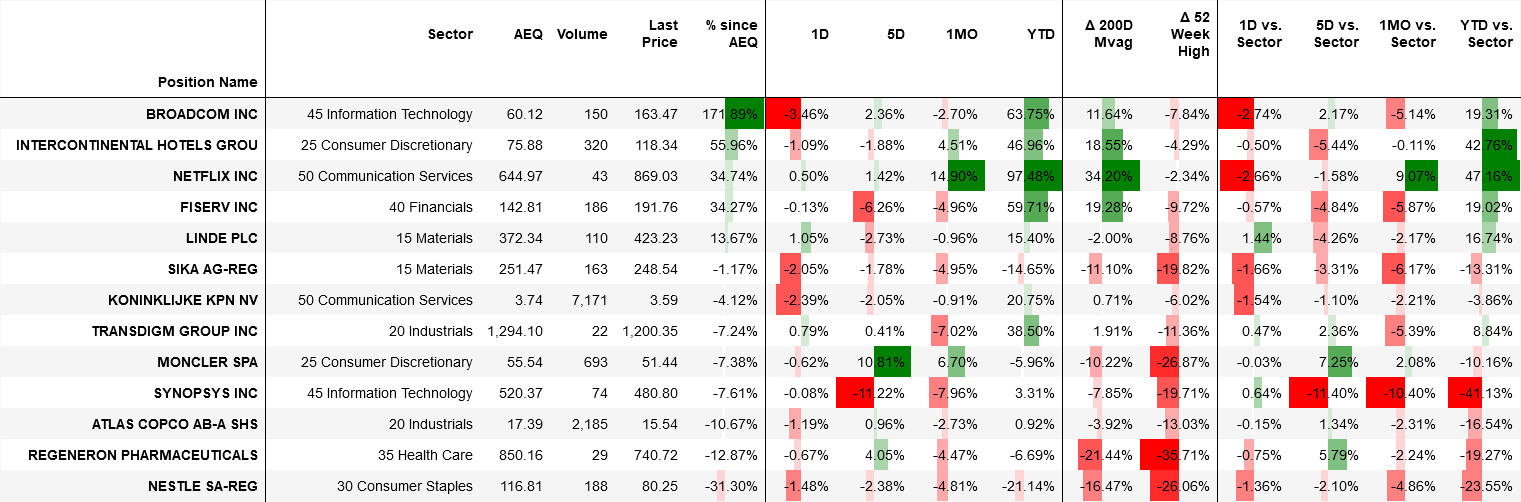 Position Name Sector AEQ Volume Last Price % since AEQ 1D 5D 1MO YTD Δ 200D Mvag Δ 52 Week High 1D vs. Sector 5D vs. Sector 1MO vs. Sector YTD vs. Sector
BROADCOM INC 45 Information Technology 60.12 150 163.47 171.89% -3.46% 2.36% -2.70% 63.75% 11.64% -7.84% -2.74% 2.17% -5.14% 19.31%
INTERCONTINENTAL HOTELS GROU 25 Consumer Discretionary 75.88 320 118.34 55.96% -1.09% -1.88% 4.51% 46.96% 18.55% -4.29% -0.50% -5.44% -0.11% 42.76%
NETFLIX INC 50 Communication Services 644.97 43 869.03 34.74% 0.50% 1.42% 14.90% 97.48% 34.20% -2.34% -2.66% -1.58% 9.07% 47.16%
FISERV INC 40 Financials 142.81 186 191.76 34.27% -0.13% -6.26% -4.96% 59.71% 19.28% -9.72% -0.57% -4.84% -5.87% 19.02%
LINDE PLC 15 Materials 372.34 110 423.23 13.67% 1.05% -2.73% -0.96% 15.40% -2.00% -8.76% 1.44% -4.26% -2.17% 16.74%
SIKA AG-REG 15 Materials 251.47 163 248.54 -1.17% -2.05% -1.78% -4.95% -14.65% -11.10% -19.82% -1.66% -3.31% -6.17% -13.31%
KONINKLIJKE KPN NV 50 Communication Services 3.74 7,171 3.59 -4.12% -2.39% -2.05% -0.91% 20.75% 0.71% -6.02% -1.54% -1.10% -2.21% -3.86%
TRANSDIGM GROUP INC 20 Industrials 1,294.10 22 1,200.35 -7.24% 0.79% 0.41% -7.02% 38.50% 1.91% -11.36% 0.47% 2.36% -5.39% 8.84%
MONCLER SPA 25 Consumer Discretionary 55.54 693 51.44 -7.38% -0.62% 10.81% 6.70% -5.96% -10.22% -26.87% -0.03% 7.25% 2.08% -10.16%
SYNOPSYS INC 45 Information Technology 520.37 74 480.80 -7.61% -0.08% -11.22% -7.96% 3.31% -7.85% -19.71% 0.64% -11.40% -10.40% -41.13%
ATLAS COPCO AB-A SHS 20 Industrials 17.39 2,185 15.54 -10.67% -1.19% 0.96% -2.73% 0.92% -3.92% -13.03% -0.15% 1.34% -2.31% -16.54%
REGENERON PHARMACEUTICALS 35 Health Care 850.16 29 740.72 -12.87% -0.67% 4.05% -4.47% -6.69% -21.44% -35.71% -0.75% 5.79% -2.24% -19.27%
NESTLE SA-REG 30 Consumer Staples 116.81 188 80.25 -31.30% -1.48% -2.38% -4.81% -21.14% -16.47% -26.06% -1.36% -2.10% -4.86% -23.55%